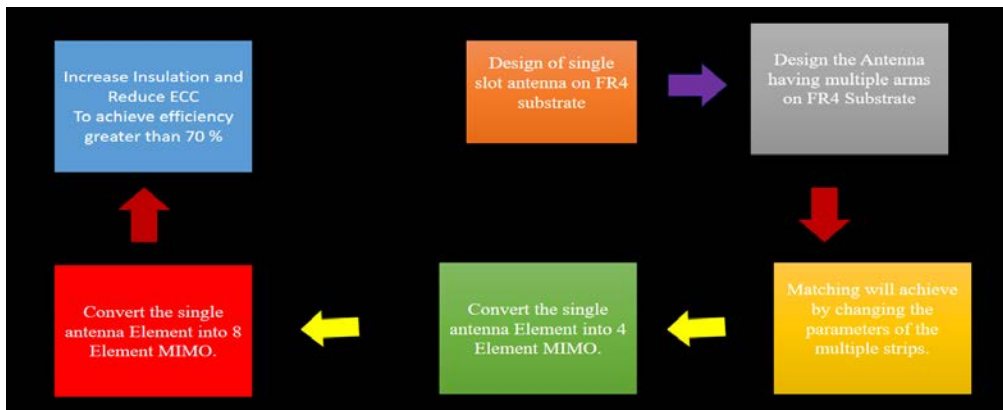 Design of single
slot antenna on FR4
substrate
Design the Antenna
having multiple arms
on FR4 Substrate
Matching will achieve
by changing the
parameters of the
multiple strips.
Convert the single
antenna Element into 4
Element MIMO.
Convert the single
antenna Element into 8
Element MIMO.
Increase Insulation and
Reduce ECC
To achieve efficiency
greater than 70 %